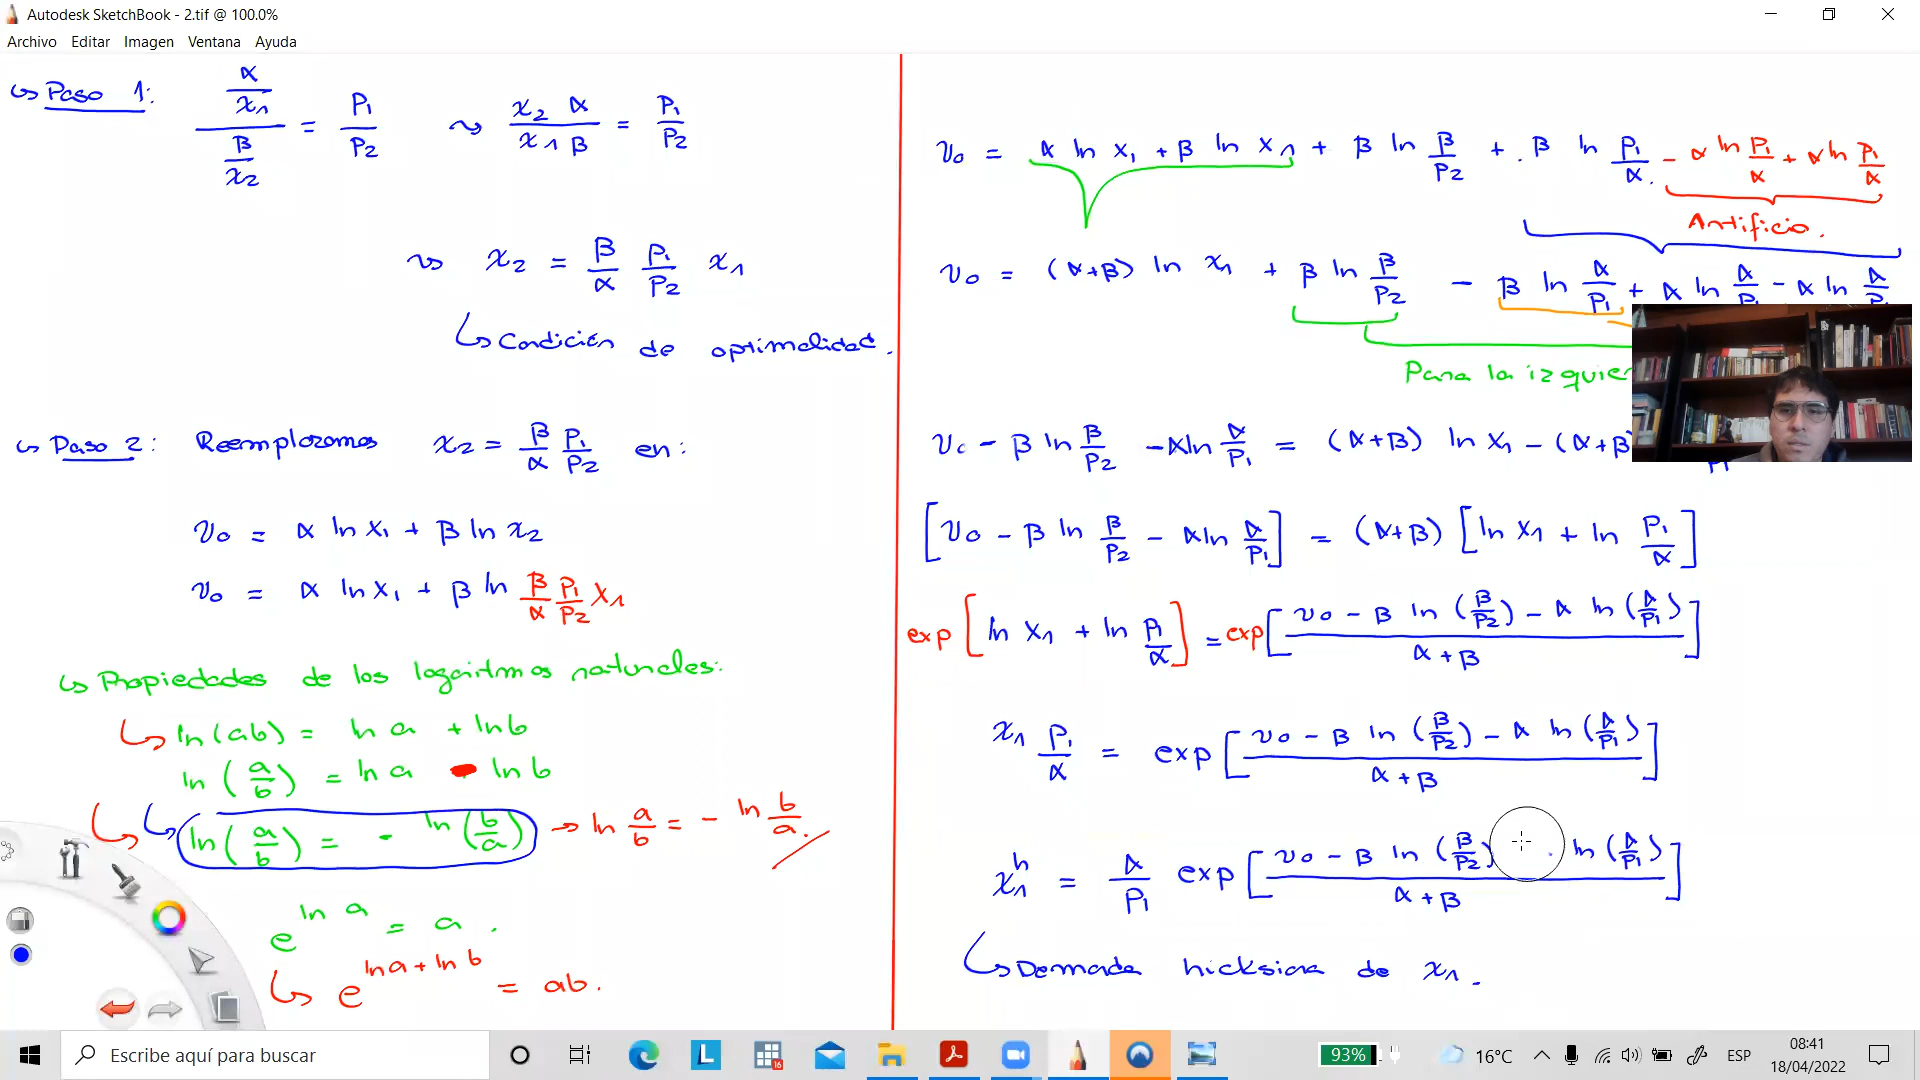 Autodesk SketchBook - 2.tif @ 100.0%
Archivo Editar Imagen Ventana Ayuda
↳ Paso 1: (α/x₁)/(β/x₂) = P₁/P₂ ⤳ x₂ α/x₁ β = P₁/P₂
⤳ x₂ = β/α P₁/P₂ x₁
↳ Condición de optimalidad.
↳ Paso 2: Reemplazamos x₂ = β/α P₁/P₂ en:
v₀ = α ln x₁ + β ln x₂
v₀ = α ln x₁ + β ln β/α P₁/P₂ x₁
↳ Propiedades de los logaritmos naturales:
↳ ln(ab) = ln a + ln b
ln(a/b) = ln a - ln b
↳ ↳ ln(a/b) = - ln(b/a) → ln a/b = - ln b/a.
e^(ln a) = a.
↳ e^(ln a + ln b) = ab.
v₀ = α ln x₁ + β ln x₁ + β ln β/P₂ + β ln P₁/α - α ln P₁/α + α ln P₁/α
Artificio.
v₀ = (α+β) ln x₁ + β ln β/P₂ - β ln α/P₁ + α ln α/P₁ - α ln α/P
Para la izquier
v₀ - β ln β/P₂ - α ln α/P₁ = (α+β) ln x₁ - (α+β P₁
[v₀ - β ln β/P₂ - α ln α/P₁] = (α+β) [ln x₁ + ln P₁/α]
exp[ln x₁ + ln P₁/α] = exp[(v₀ - β ln(β/P₂) - α ln(α/P₁))/(α+β)]
x₁ P₁/α = exp[(v₀ - β ln(β/P₂) - α ln(α/P₁))/(α+β)]
x₁ʰ = α/P₁ exp[(v₀ - β ln(β/P₂) ln(α/P₁))/(α+β)]
↳ Demada hicksiana de x₁.
Escribe aquí para buscar
L
16
93%
16°C
ESP
08:41
18/04/2022